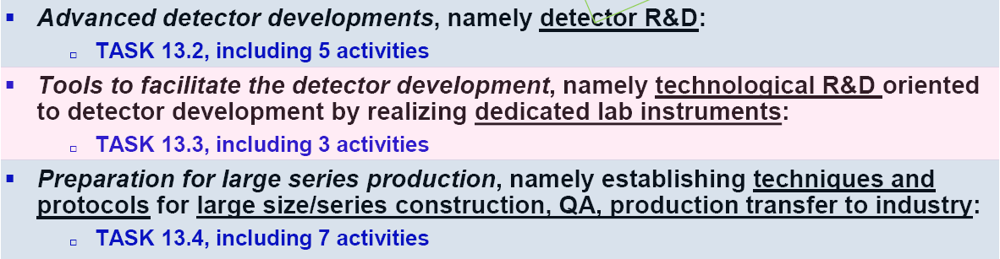 ▪ Advanced detector developments, namely detector R&D:
▫ TASK 13.2, including 5 activities
▪ Tools to facilitate the detector development, namely technological R&D oriented
to detector development by realizing dedicated lab instruments:
▫ TASK 13.3, including 3 activities
▪ Preparation for large series production, namely establishing techniques and
protocols for large size/series construction, QA, production transfer to industry:
▫ TASK 13.4, including 7 activities